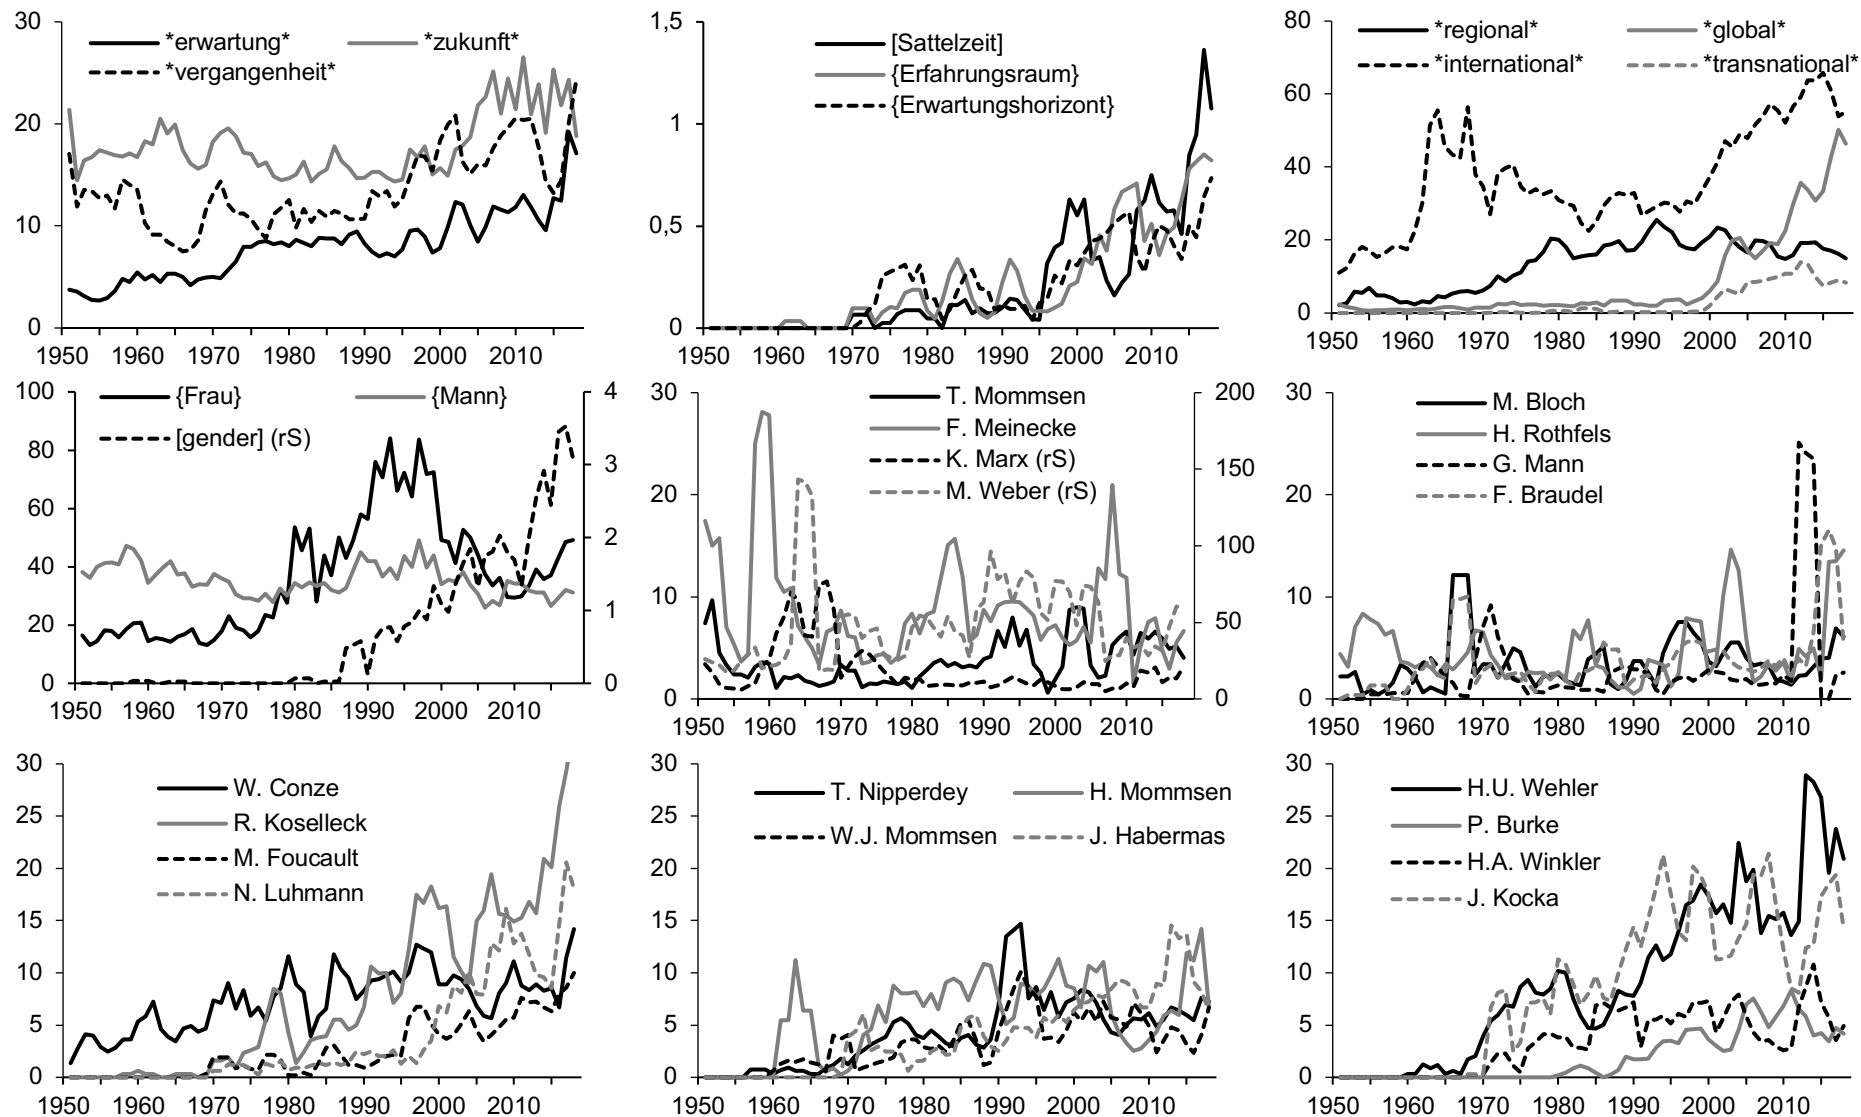 30
20
10
0
1950 1960 1970 1980 1990 2000 2010
*erwartung* *zukunft*
*vergangenheit*
1,5
1
0,5
0
1950 1960 1970 1980 1990 2000 2010
[Sattelzeit]
{Erfahrungsraum}
{Erwartungshorizont}
80
60
40
20
0
1950 1960 1970 1980 1990 2000 2010
*regional* *global*
*international* *transnational*
100
80
60
40
20
0
4
3
2
1
0
1950 1960 1970 1980 1990 2000 2010
{Frau} {Mann}
[gender] (rS)
30
20
10
0
200
150
100
50
0
1950 1960 1970 1980 1990 2000 2010
T. Mommsen
F. Meinecke
K. Marx (rS)
M. Weber (rS)
30
20
10
0
1950 1960 1970 1980 1990 2000 2010
M. Bloch
H. Rothfels
G. Mann
F. Braudel
30
25
20
15
10
5
0
1950 1960 1970 1980 1990 2000 2010
W. Conze
R. Koselleck
M. Foucault
N. Luhmann
30
25
20
15
10
5
0
1950 1960 1970 1980 1990 2000 2010
T. Nipperdey H. Mommsen
W.J. Mommsen J. Habermas
30
25
20
15
10
5
0
1950 1960 1970 1980 1990 2000 2010
H.U. Wehler
P. Burke
H.A. Winkler
J. Kocka